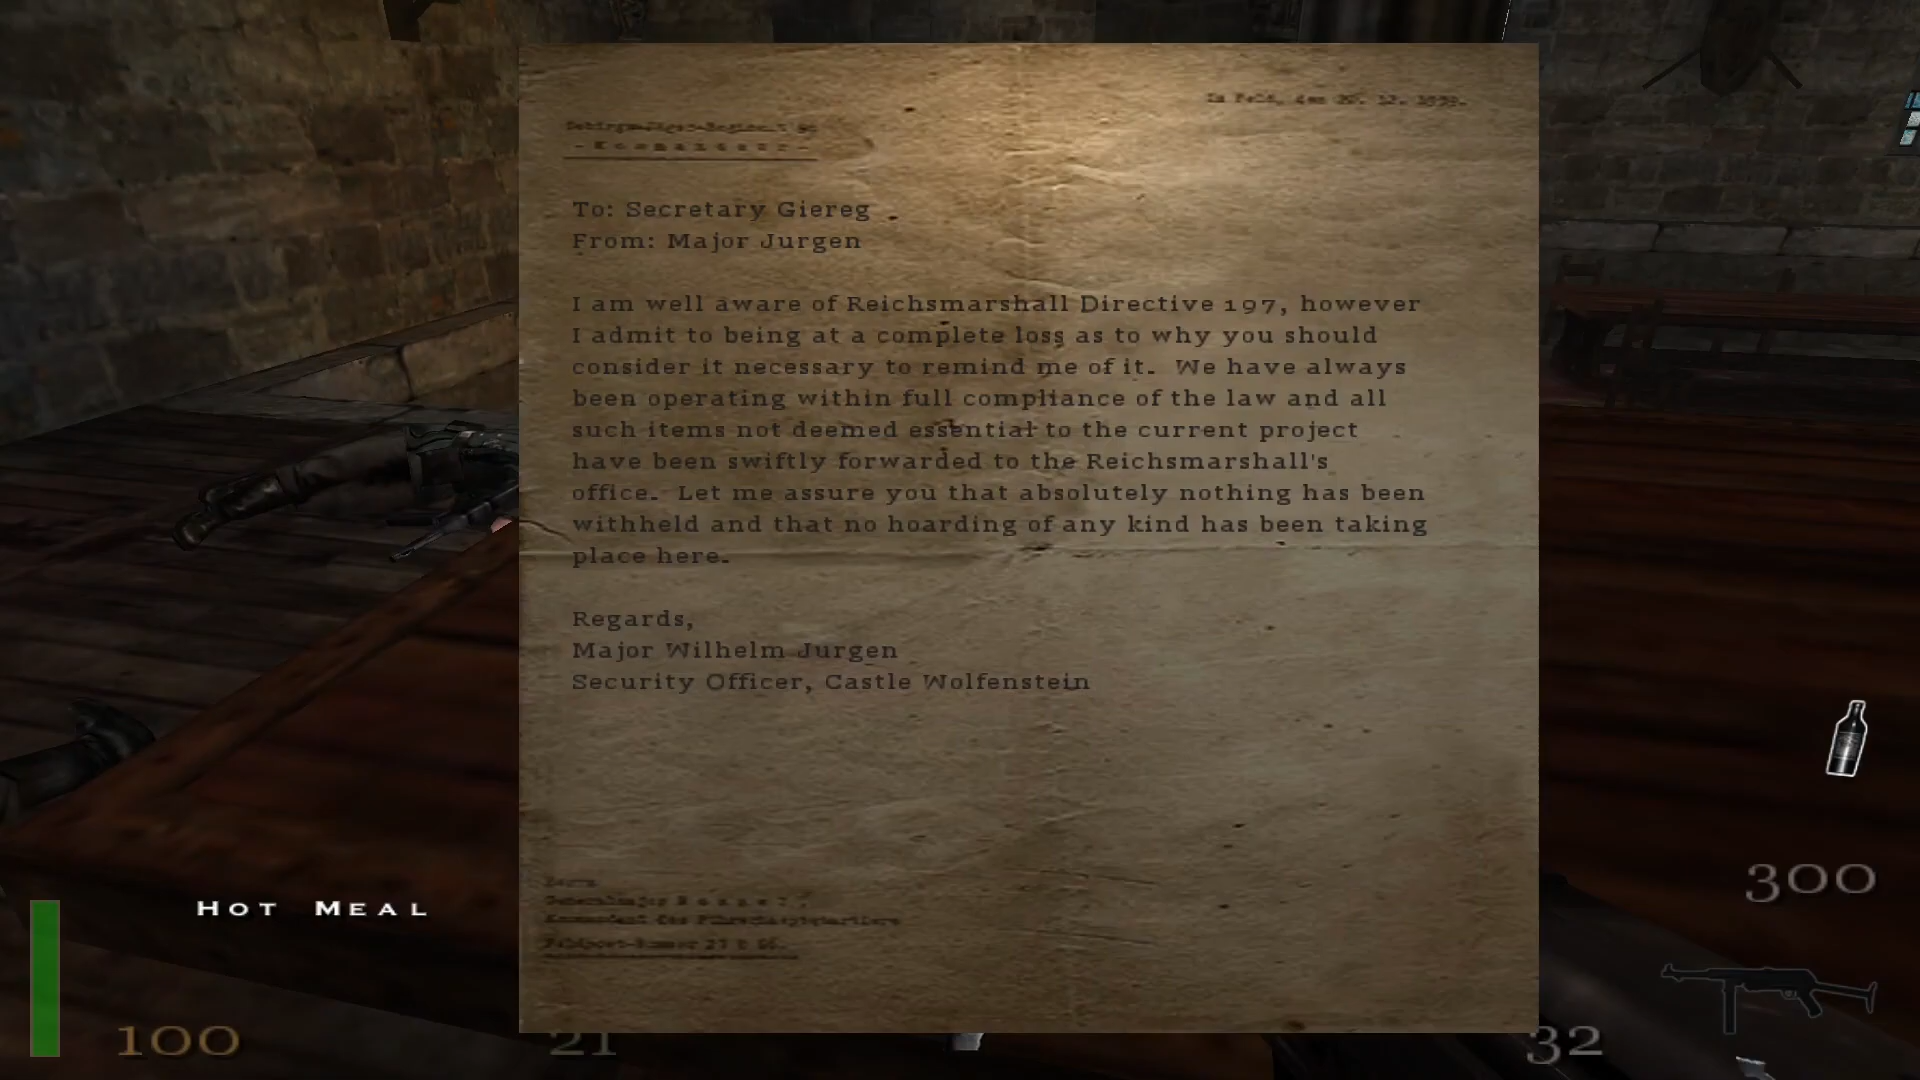 To: Secretary Giereg
From: Major Jurgen
I am well aware of Reichsmarshall Directive 197, however
I admit to being at a complete loss as to why you should
consider it necessary to remind me of it.  We have always
been operating within full compliance of the law and all
such items not deemed essential to the current project
have been swiftly forwarded to the Reichsmarshall's
office.  Let me assure you that absolutely nothing has been
withheld and that no hoarding of any kind has been taking
place here.
Regards,
Major Wilhelm Jurgen
Security Officer, Castle Wolfenstein
HOT MEAL
300
100
21
32